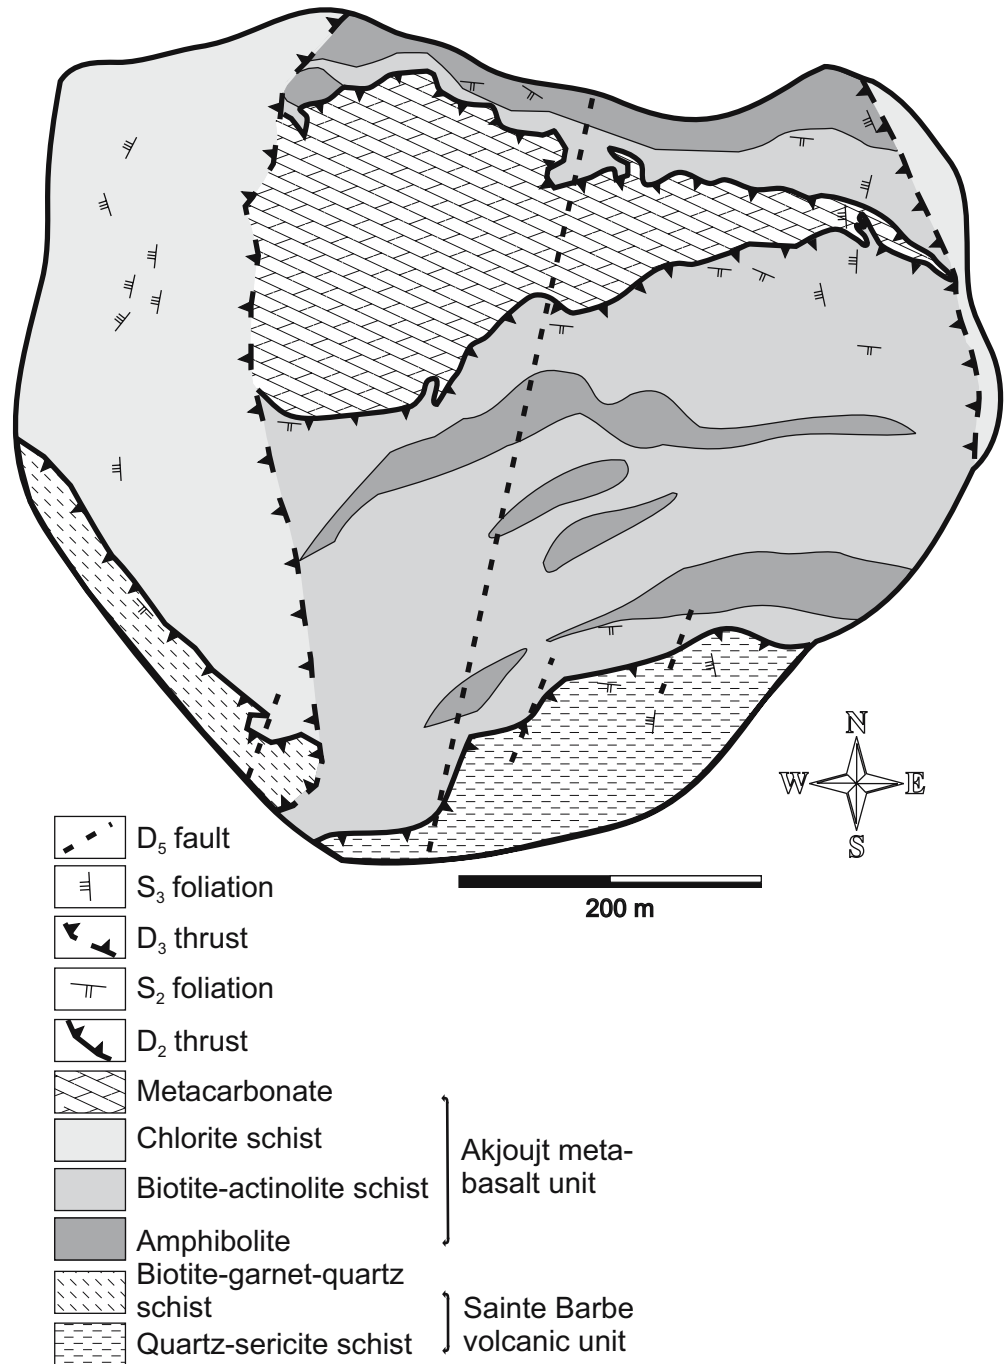 N
W E
S
200 m
D5 fault
S3 foliation
D3 thrust
S2 foliation
D2 thrust
Metacarbonate
Chlorite schist
Biotite-actinolite schist
Amphibolite
Akjoujt meta-
basalt unit
Biotite-garnet-quartz
schist
Quartz-sericite schist
Sainte Barbe
volcanic unit